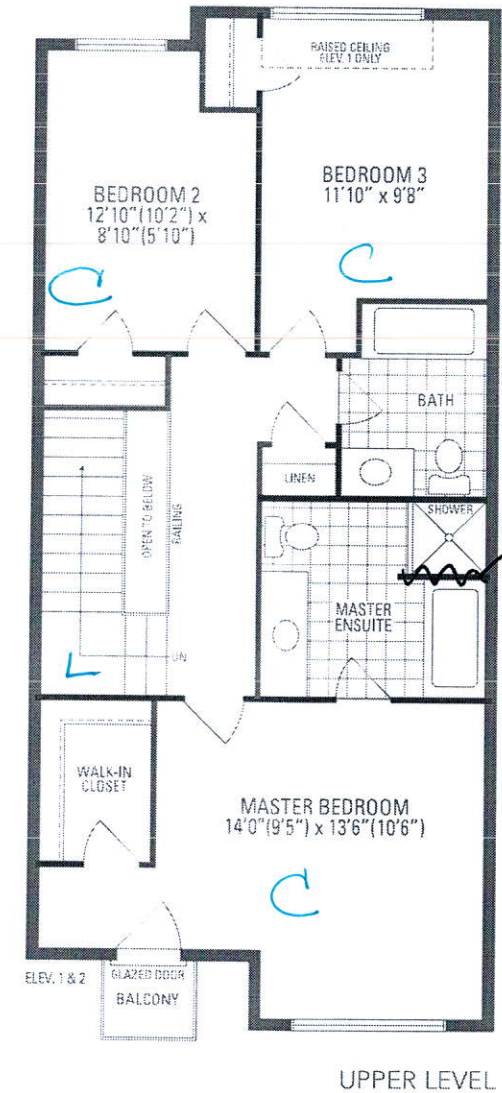 RAISED CEILING
ELEV. 1 ONLY
BEDROOM 2
12'10"(10'2") x
8'10"(5'10")
C
BEDROOM 3
11'10" x 9'8"
C
BATH
LINEN
OPEN TO BELOW
RAILING
SHOWER
MASTER
ENSUITE
DN
L
WALK-IN
CLOSET
MASTER BEDROOM
14'0"(9'5") x 13'6"(10'6")
C
ELEV. 1 & 2
GLAZED DOOR
BALCONY
UPPER LEVEL